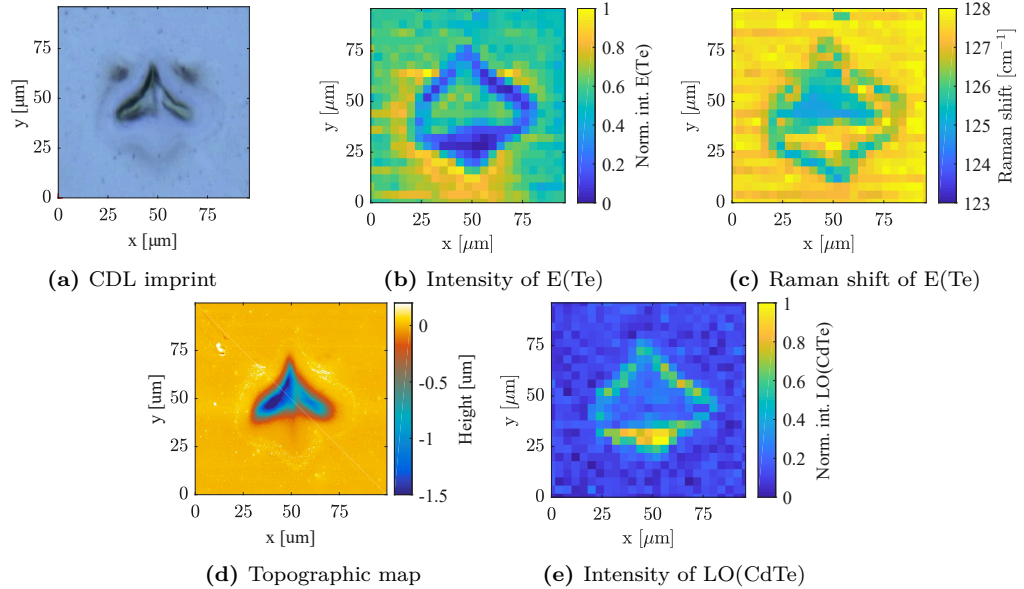 75
50
25
0
0 25 50 75
y [µm]
x [µm]
(a) CDL imprint
75
50
25
0
0 25 50 75
y [µm]
x [µm]
1
0.8
0.6
0.4
0.2
0
Norm. int. E(Te)
(b) Intensity of E(Te)
75
50
25
0
0 25 50 75
y [µm]
x [µm]
128
127
126
125
124
123
Raman shift [cm⁻¹]
(c) Raman shift of E(Te)
75
50
25
0
0 25 50 75
y [um]
x [um]
0
-0.5
-1
-1.5
Height [um]
(d) Topographic map
75
50
25
0
0 25 50 75
y [µm]
x [µm]
1
0.8
0.6
0.4
0.2
0
Norm. int. LO(CdTe)
(e) Intensity of LO(CdTe)